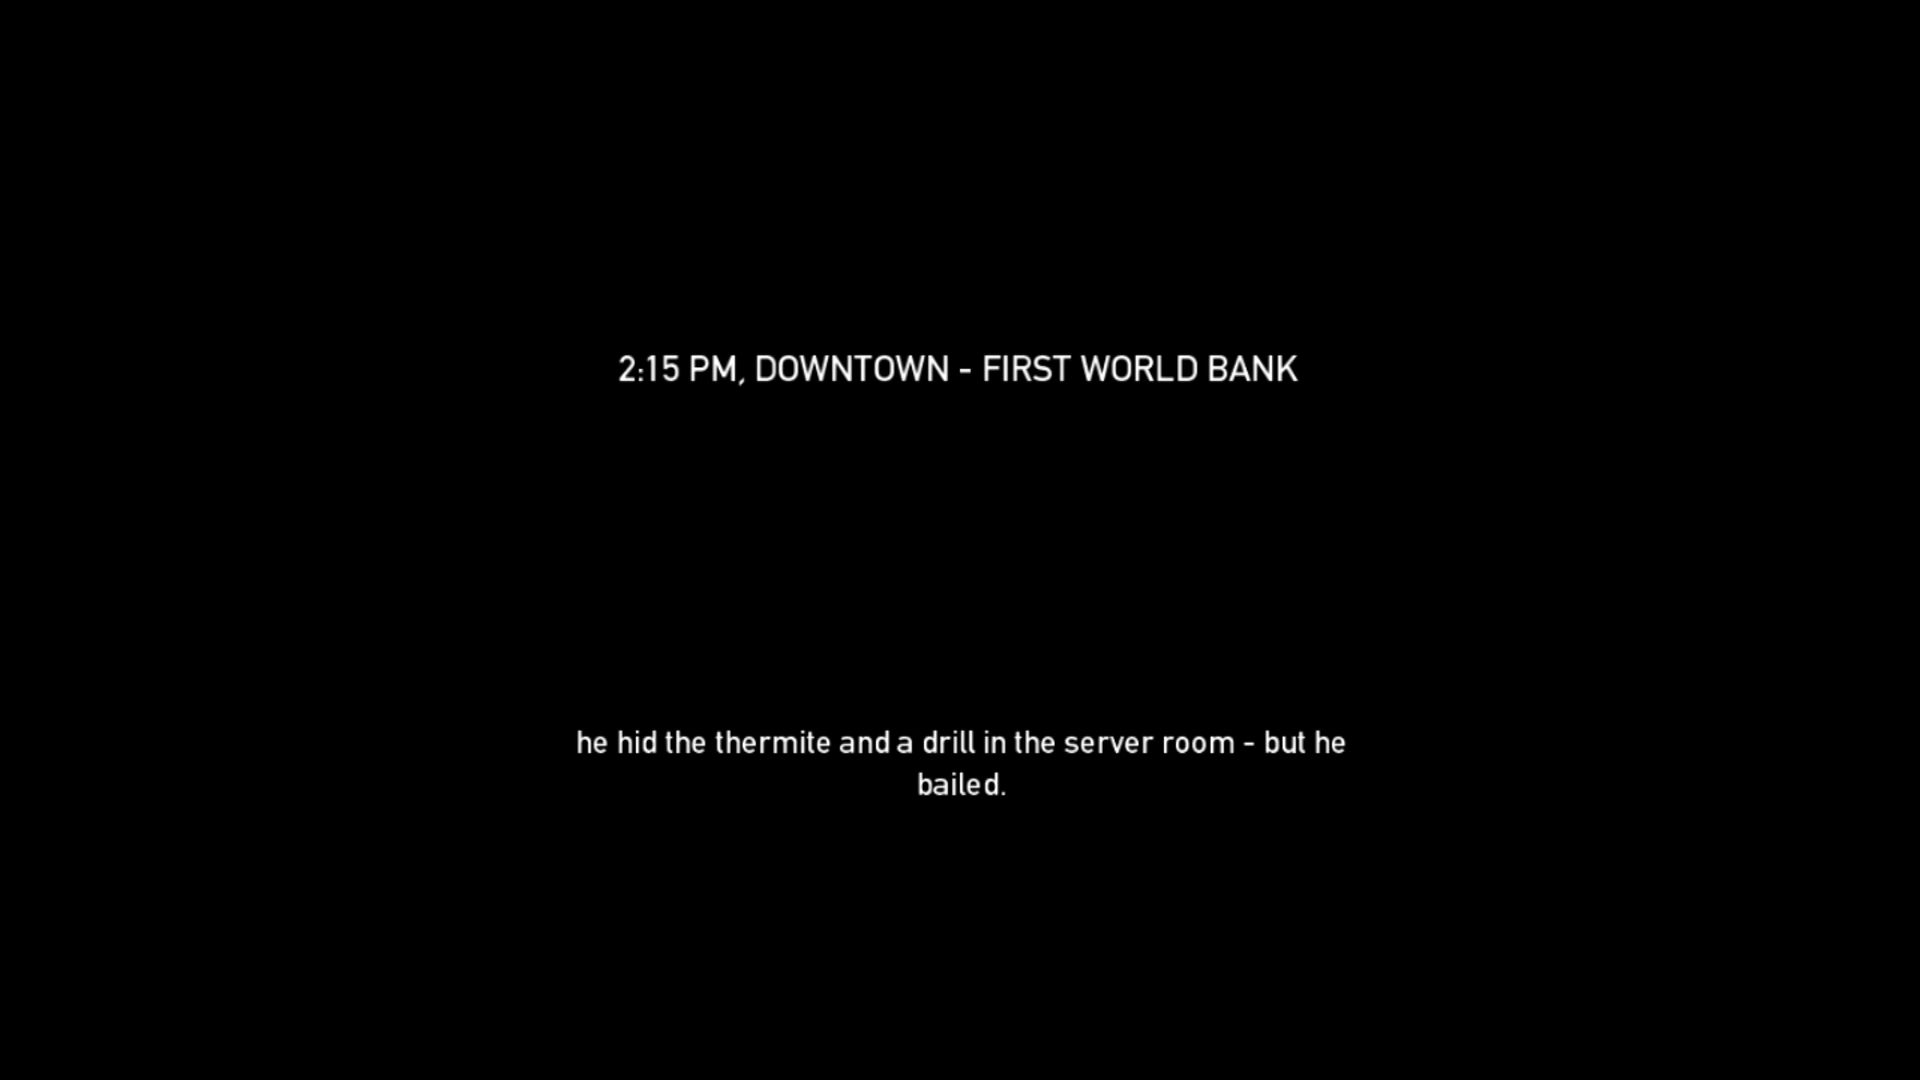 2:15 PM, DOWNTOWN - FIRST WORLD BANK
he hid the thermite and a drill in the server room - but he
bailed.